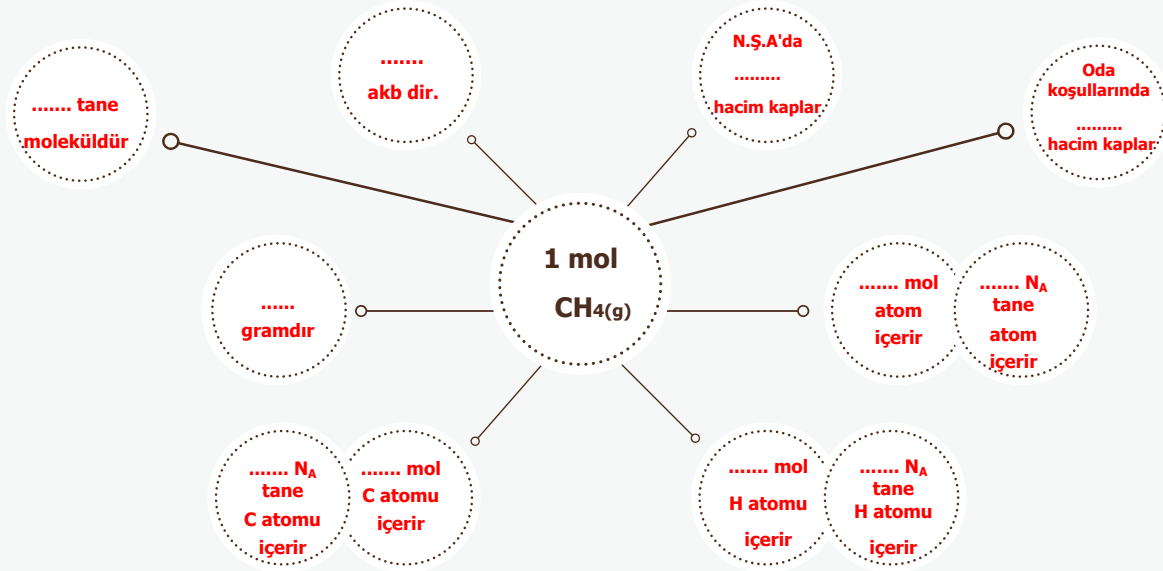 ....... tane
moleküldür
.......
akb dir.
N.Ş.A'da
.........
hacim kaplar
Oda
koşullarında
.........
hacim kaplar
1 mol
CH4(g)
......
gramdır
....... mol
atom
içerir
....... NA
tane
atom
içerir
....... NA
tane
C atomu
içerir
....... mol
C atomu
içerir
....... mol
H atomu
içerir
....... NA
tane
H atomu
içerir